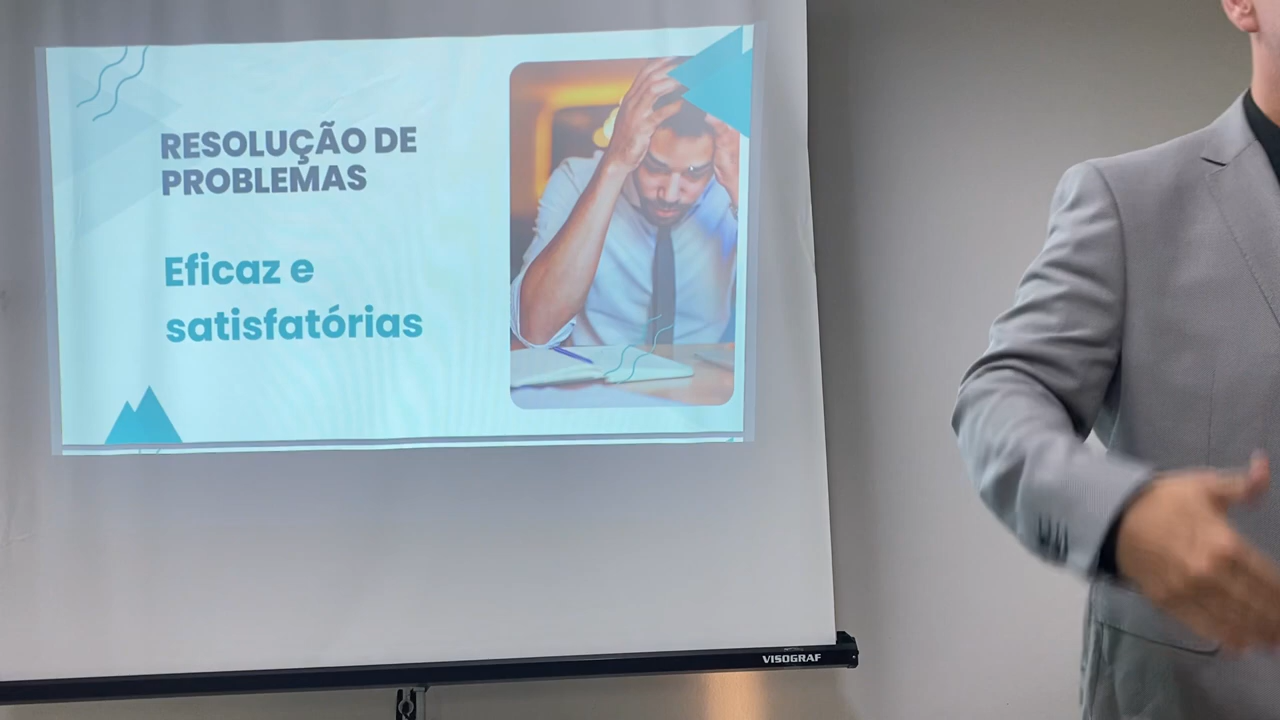 RESOLUÇÃO DE
PROBLEMAS
Eficaz e
satisfatórias
VISOGRAF